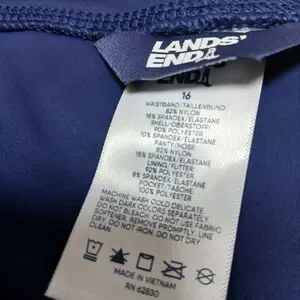 LANDS'
END
END
16
WAISTBAND/TAILLENBUND:
82% NYLON
18% SPANDEX/ELASTANE
SHELL/OBERSTOFF:
90% POLYESTER
10% SPANDEX/ELASTANE
PANTY/HOSE:
82% NYLON
18% SPANDEX/ELASTANE
LINING/FUTTER:
92% POLYESTER
8% SPANDEX/ELASTANE
POCKET/TASCHE:
100% POLYESTER
MACHINE WASH COLD DELICATE
WASH DARK COLORS SEPARATELY
DO NOT BLEACH. DO NOT USE FABRIC
SOFTENER. REMOVE PROMPTLY, LINE
DRY. DO NOT IRON. DO NOT DRY
CLEAN
MADE IN VIETNAM
RN 62830